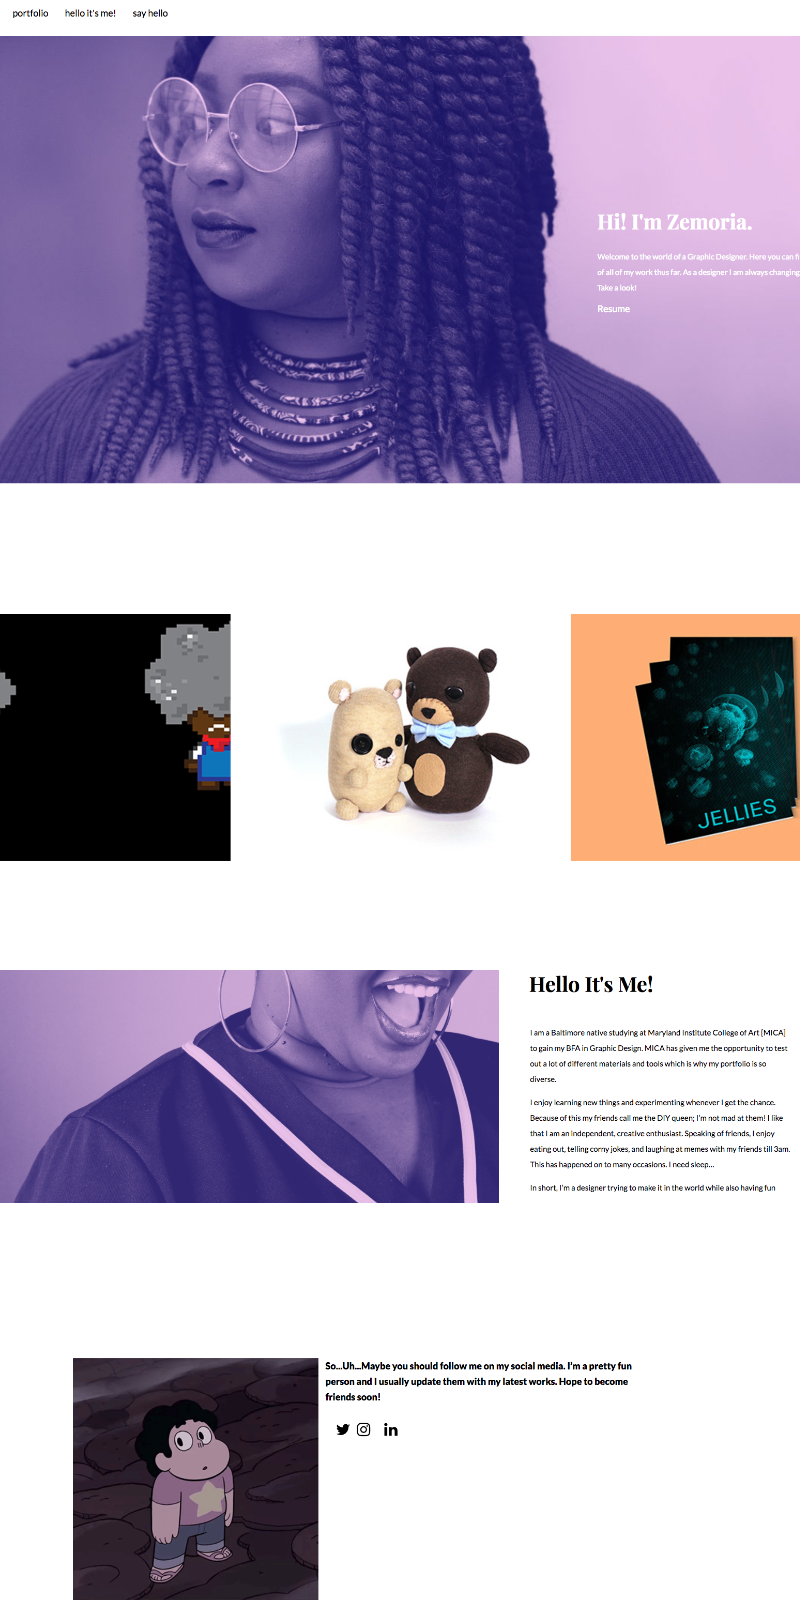 portfolio hello it's me! say hello
Hi! I'm Zemoria.
Welcome to the world of a Graphic Designer. Here you can
of all of my work thus far. As a designer I am always changing
Take a look!
Resume
JELLIES
Hello It's Me!
I am a Baltimore native studying at Maryland Institute College of Art [MICA]
to gain my BFA in Graphic Design. MICA has given me the opportunity to test
out a lot of different materials and tools which is why my portfolio is so
diverse.
I enjoy learning new things and experimenting whenever I get the chance.
Because of this my friends call me the DIY queen; I'm not mad at them! I like
that I am an independent, creative enthusiast. Speaking of friends, I enjoy
eating out, telling corny jokes, and laughing at memes with my friends till 3am.
This has happened on to many occasions. I need sleep...
In short, I'm a designer trying to make it in the world while also having fun
So...Uh...Maybe you should follow me on my social media. I'm a pretty fun
person and I usually update them with my latest works. Hope to become
friends soon!
in